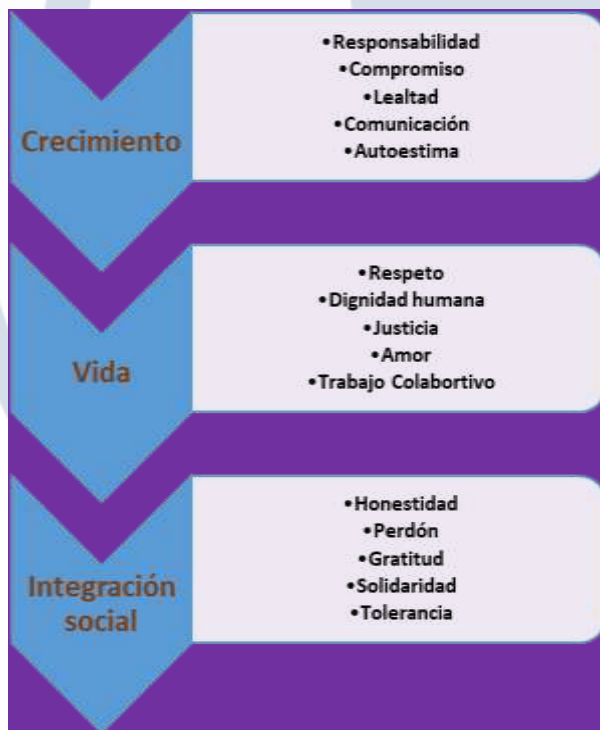 Crecimiento
•Responsabilidad
•Compromiso
•Lealtad
•Comunicación
•Autoestima
Vida
•Respeto
•Dignidad humana
•Justicia
•Amor
•Trabajo Colabortivo
Integración
social
•Honestidad
•Perdón
•Gratitud
•Solidaridad
•Tolerancia